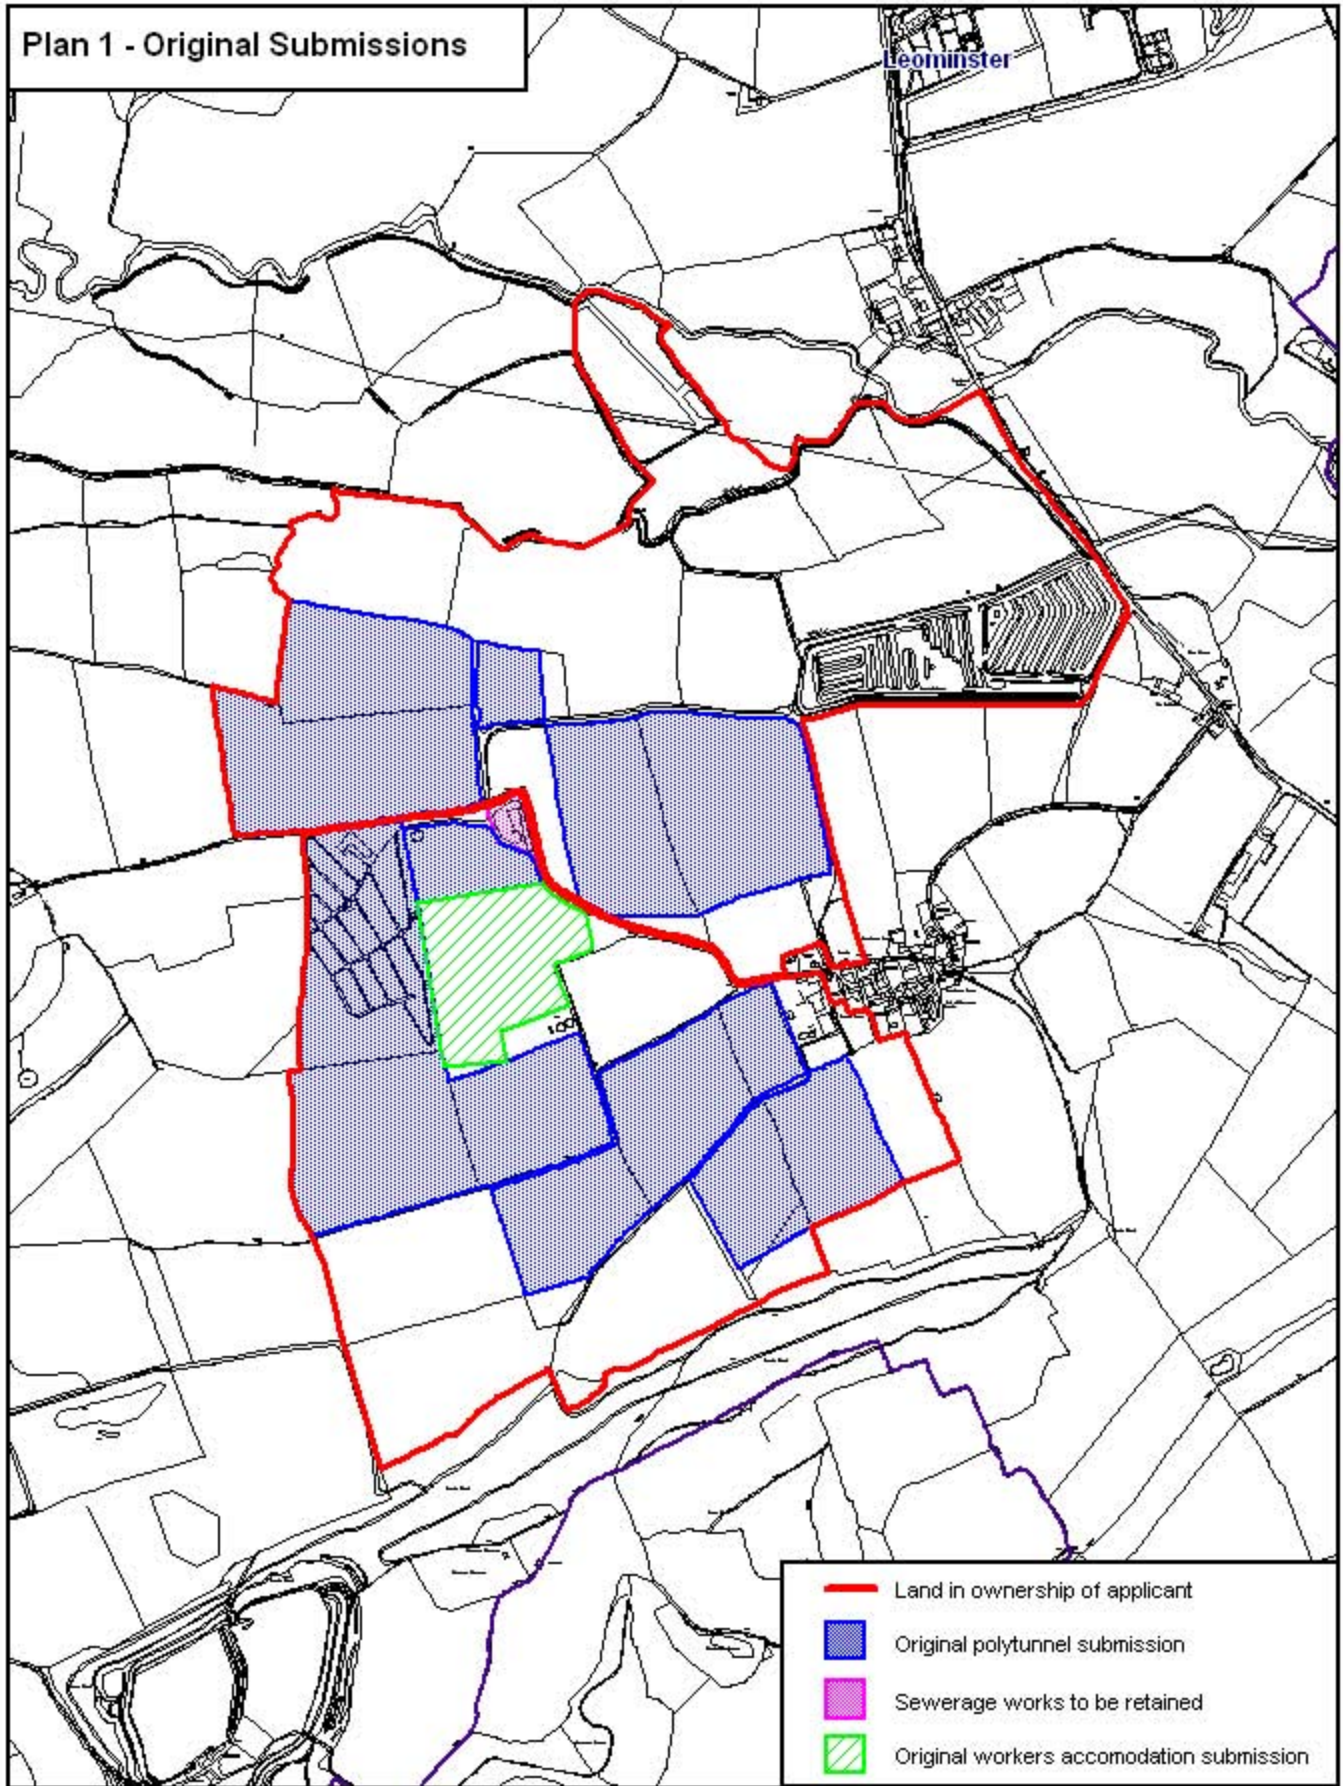 Plan 1 - Original Submissions
Leominster
Land in ownership of applicant
Original polytunnel submission
Sewerage works to be retained
Original workers accomodation submission